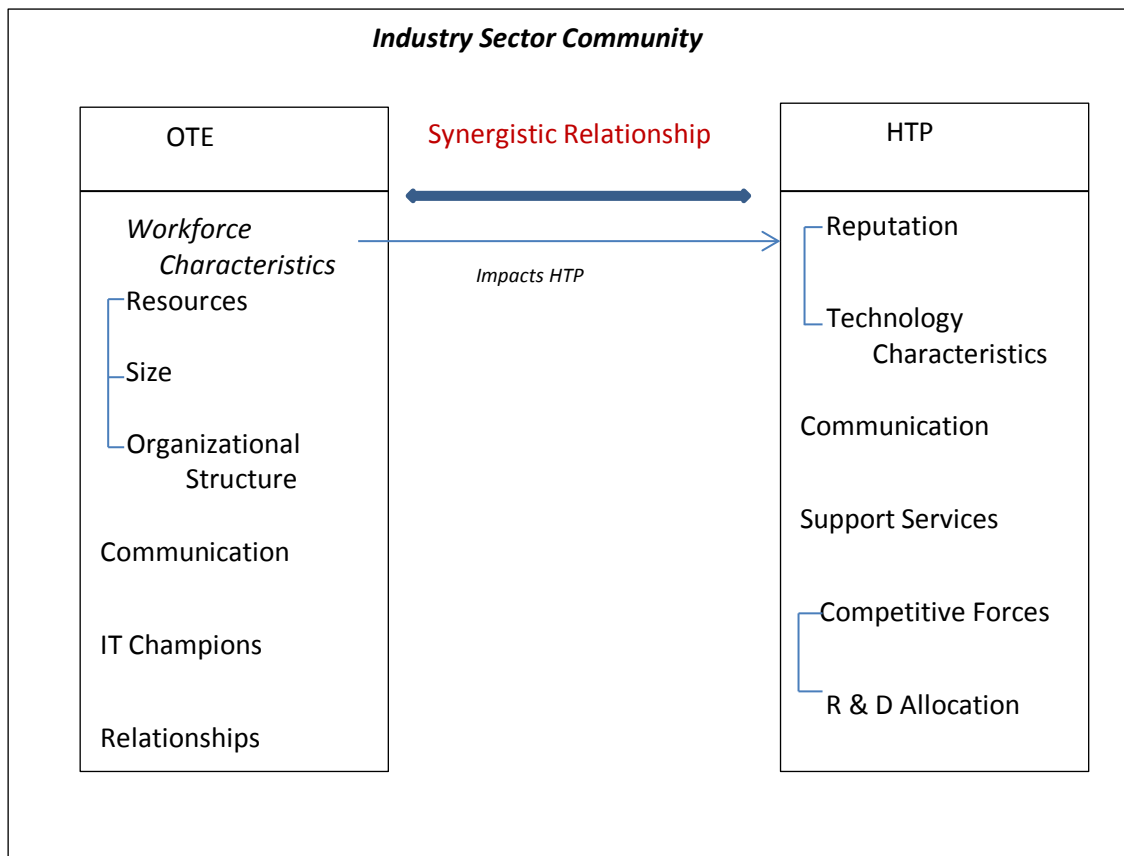 Industry Sector Community
OTE
Synergistic Relationship
HTP
Workforce
Characteristics
Resources
Size
Organizational
Structure
Communication
IT Champions
Relationships
Impacts HTP
Reputation
Technology
Characteristics
Communication
Support Services
Competitive Forces
R & D Allocation